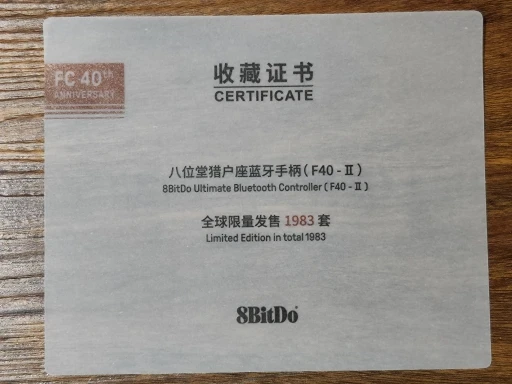 FC 40th
ANNIVERSARY
收藏证书
CERTIFICATE
八位堂猎户座蓝牙手柄（F40 - Ⅱ）
8BitDo Ultimate Bluetooth Controller ( F40 - Ⅱ )
全球限量发售 1983 套
Limited Edition in total 1983
8BitDo®